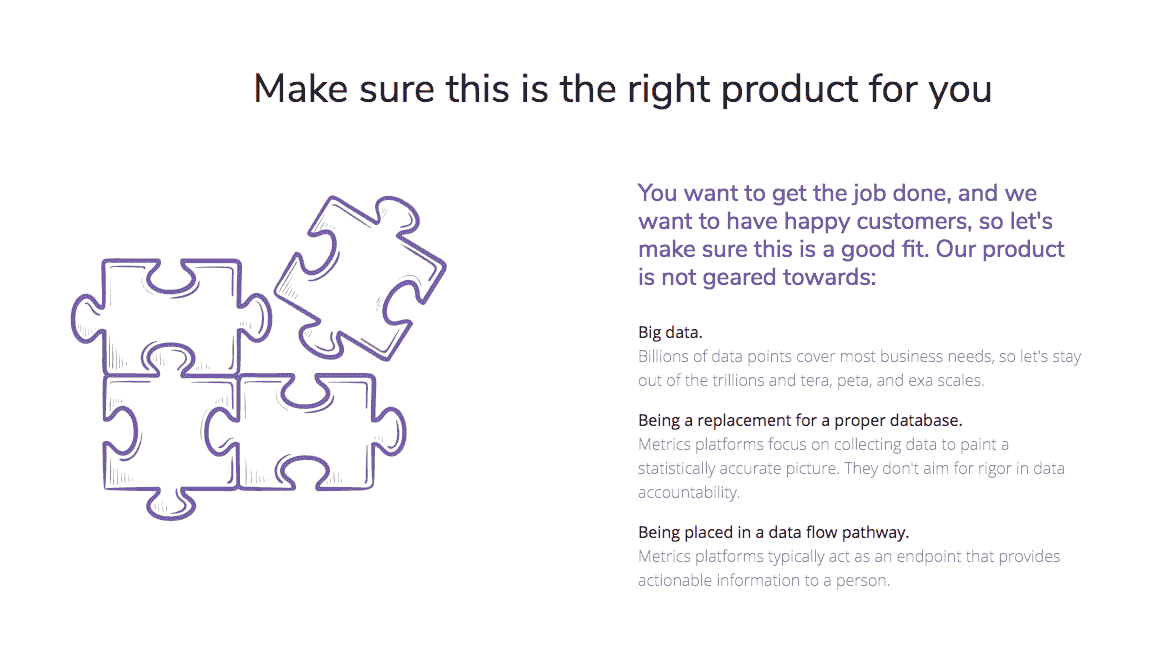 Make sure this is the right product for you
You want to get the job done, and we
want to have happy customers, so let's
make sure this is a good fit. Our product
is not geared towards:
Big data.
Billions of data points cover most business needs, so let's stay
out of the trillions and tera, peta, and exa scales.
Being a replacement for a proper database.
Metrics platforms focus on collecting data to paint a
statistically accurate picture. They don't aim for rigor in data
accountability.
Being placed in a data flow pathway.
Metrics platforms typically act as an endpoint that provides
actionable information to a person.